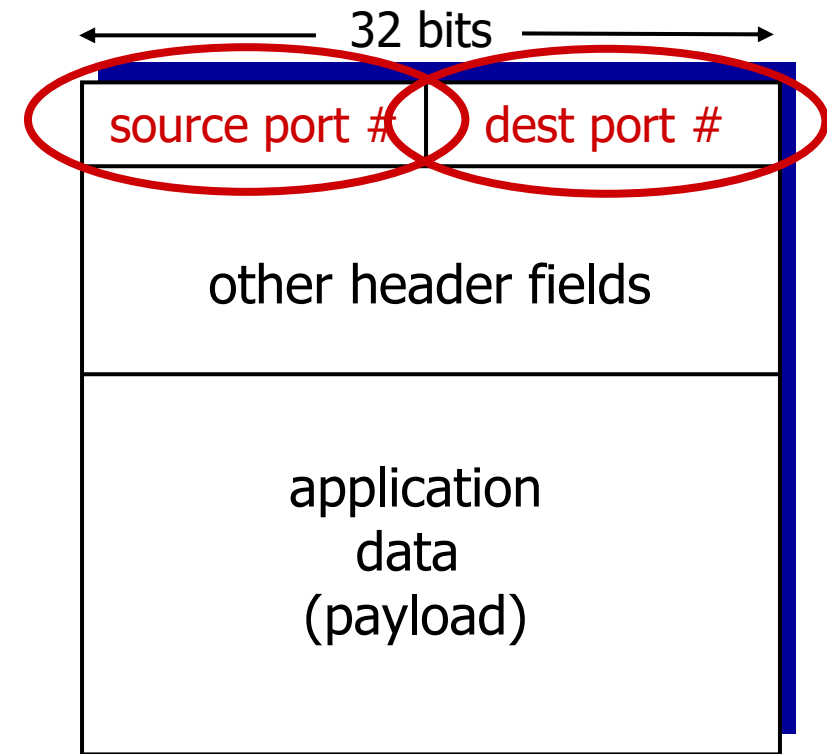 32 bits
source port #
dest port #
other header fields
application
data
(payload)